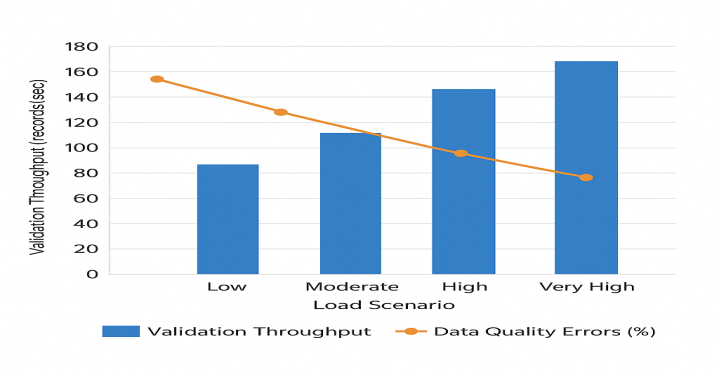 180
160
140
120
100
80
60
40
20
0
Validation Throughput (records(sec)
Low Moderate High Very High
Load Scenario
Validation Throughput Data Quality Errors (%)